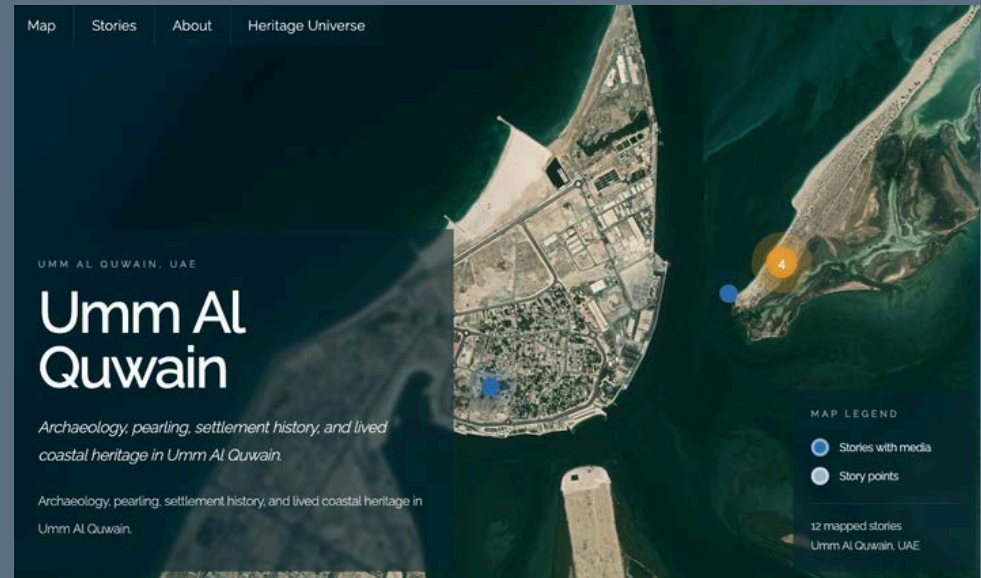 Map Stories About Heritage Universe
UMM AL QUWAIN, UAE
Umm Al
Quwain
Archaeology, pearling, settlement history, and lived
coastal heritage in Umm Al Quwain.
Archaeology, pearling, settlement history, and lived coastal heritage in
Umm Al Quwain.
4
MAP LEGEND
Stories with media
Story points
12 mapped stories
Umm Al Quwain, UAE